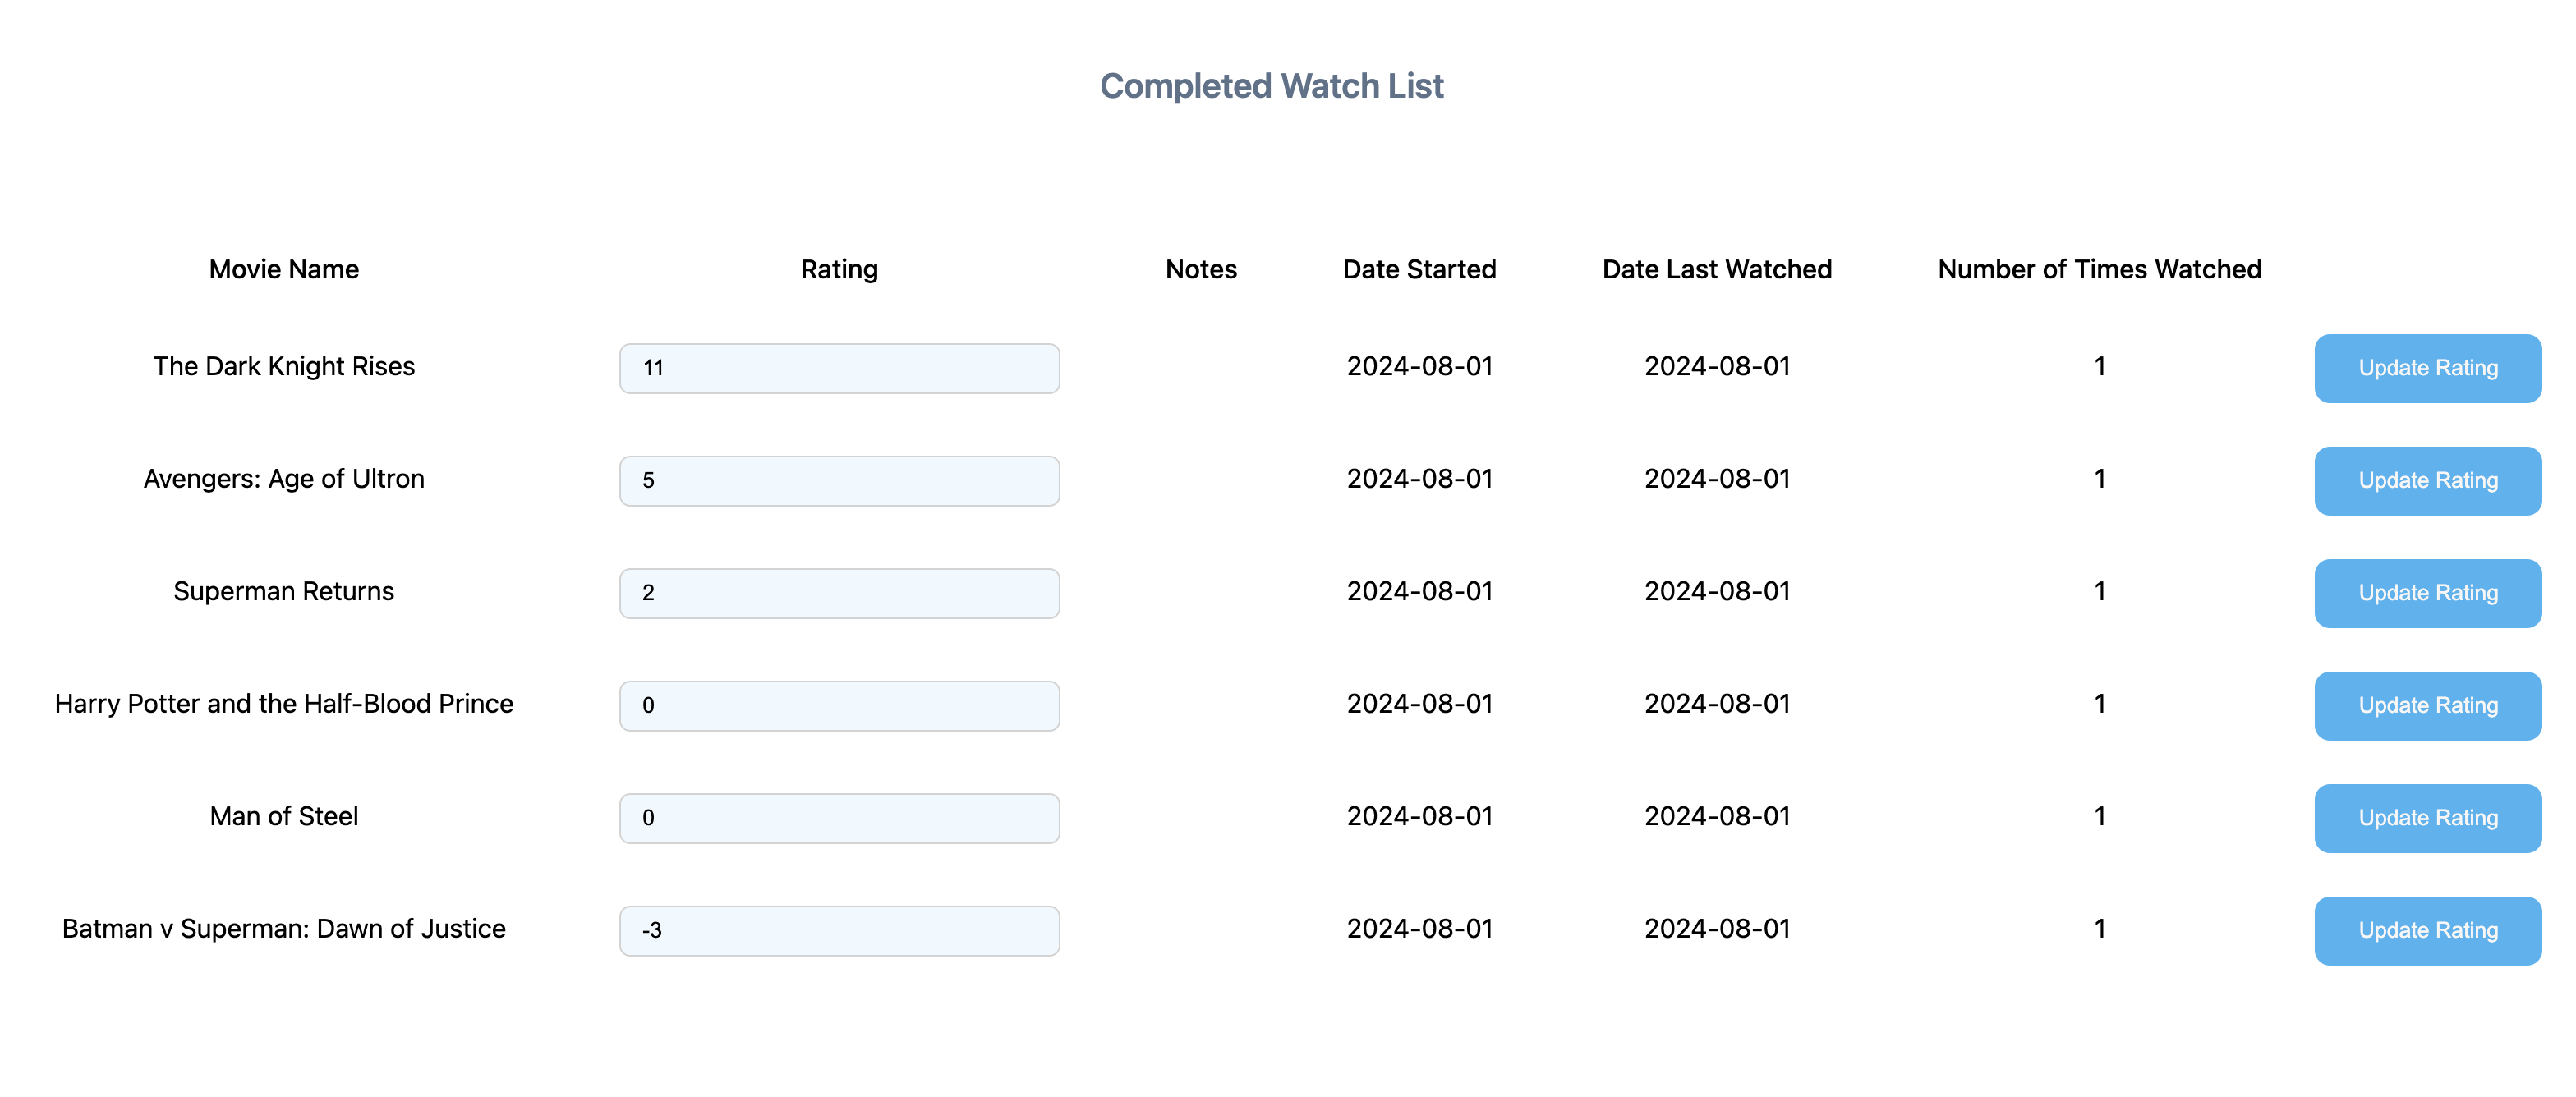 Completed Watch List
Movie Name Rating Notes Date Started Date Last Watched Number of Times Watched
The Dark Knight Rises 11 2024-08-01 2024-08-01 1 Update Rating
Avengers: Age of Ultron 5 2024-08-01 2024-08-01 1 Update Rating
Superman Returns 2 2024-08-01 2024-08-01 1 Update Rating
Harry Potter and the Half-Blood Prince 0 2024-08-01 2024-08-01 1 Update Rating
Man of Steel 0 2024-08-01 2024-08-01 1 Update Rating
Batman v Superman: Dawn of Justice -3 2024-08-01 2024-08-01 1 Update Rating